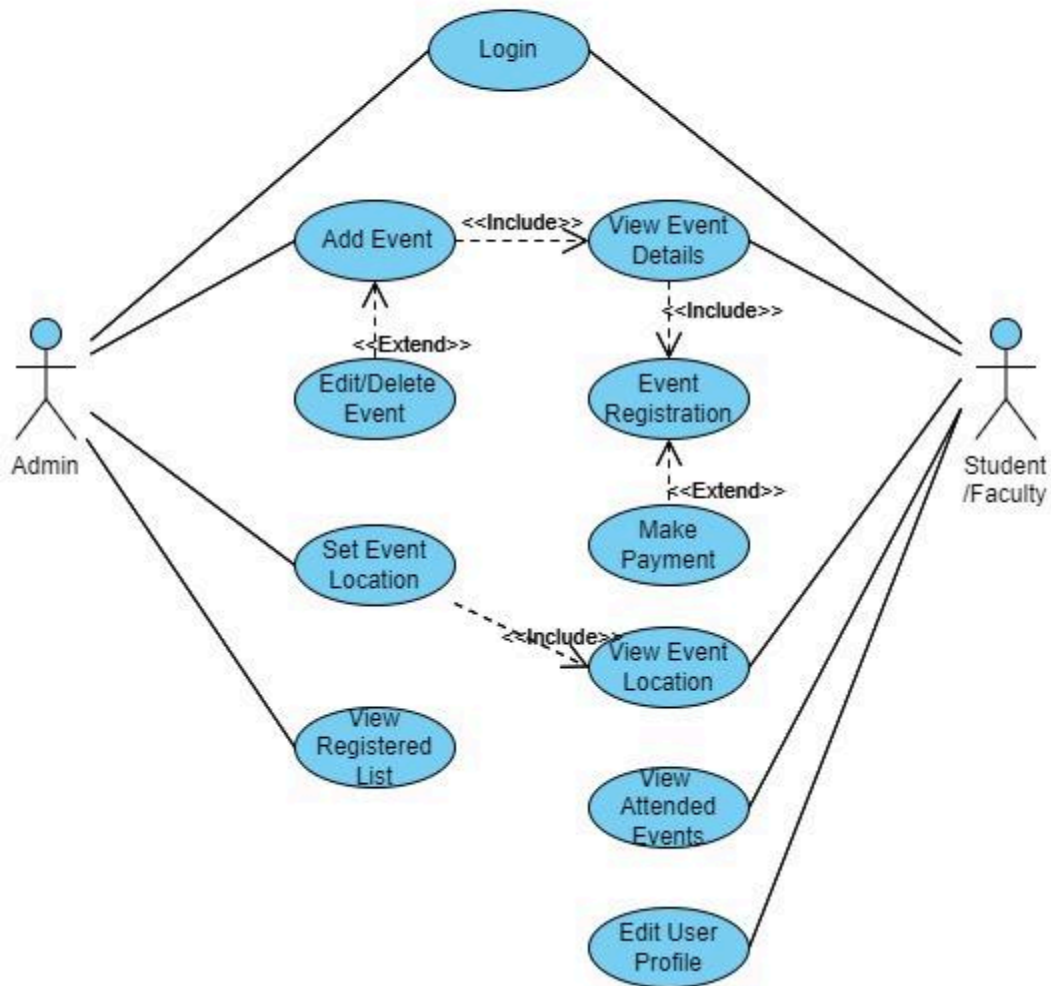 Login
Add Event
<<Include>>
View Event
Details
<<Include>>
<<Extend>>
Edit/Delete
Event
Event
Registration
Admin
Student
/Faculty
<<Extend>>
Set Event
Location
Make
Payment
<<Include>>
View Event
Location
View
Registered
List
View
Attended
Events
Edit User
Profile